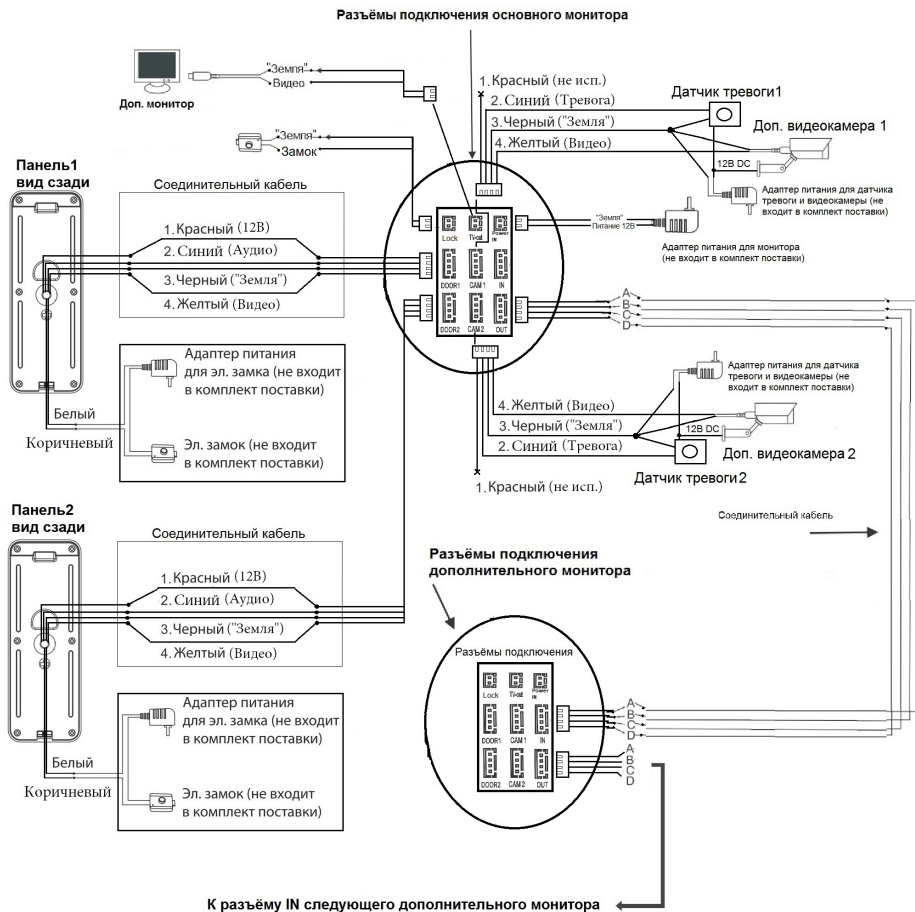 Разъёмы подключения основного монитора
"Земля"
Видео
Доп. монитор
"Земля"
Замок
1. Красный (не исп.)
2. Синий (Тревога)
3. Черный ("Земля")
4. Желтый (Видео)
Датчик тревоги1
Доп. видеокамера 1
12В DC
Адаптер питания для датчика
тревоги и видеокамеры (не
входит в комплект поставки)
"Земля"
Питание 12В
Адаптер питания для монитора
(не входит в комплект поставки)
Панель1
вид сзади
Соединительный кабель
1. Красный (12В)
2. Синий (Аудио)
3. Черный ("Земля")
4. Желтый (Видео)
Lock
TV-out
Power
IN
DOOR1
CAM 1
IN
DOOR2
CAM 2
OUT
A
B
C
D
Адаптер питания
для эл. замка (не входит
в комплект поставки)
Белый
Коричневый
Эл. замок (не входит
в комплект поставки)
Адаптер питания для датчика
тревоги и видеокамеры (не
входит в комплект поставки)
4. Желтый (Видео)
3. Черный ("Земля")
2. Синий (Тревога)
1. Красный (не исп.)
12В DC
Доп. видеокамера 2
Датчик тревоги2
Соединительный кабель
Панель2
вид сзади
Соединительный кабель
1. Красный (12В)
2. Синий (Аудио)
3. Черный ("Земля")
4. Желтый (Видео)
Разъёмы подключения
дополнительного монитора
Разъёмы подключения
Lock
TV-out
Power
IN
DOOR1
CAM 1
IN
DOOR2
CAM 2
OUT
A
B
C
D
A
B
C
D
Адаптер питания
для эл. замка (не входит
в комплект поставки)
Белый
Коричневый
Эл. замок (не входит
в комплект поставки)
К разъёму IN следующего дополнительного монитора